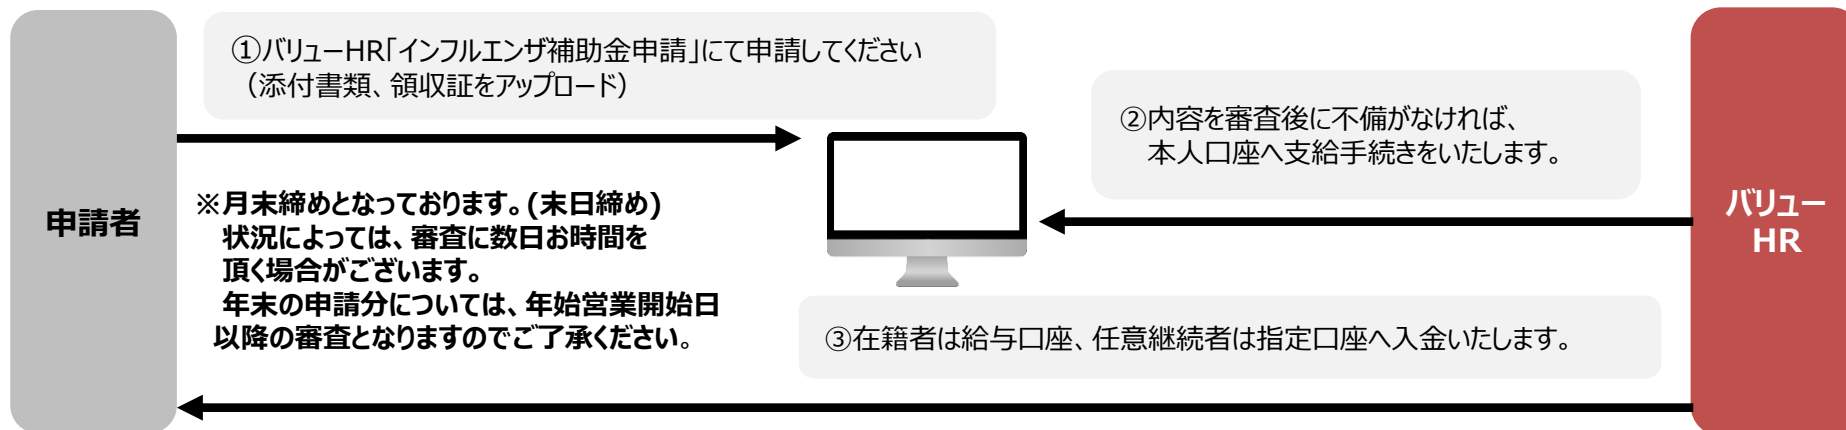 ①バリューHR「インフルエンザ補助金申請」にて申請してください
（添付書類、領収証をアップロード）
②内容を審査後に不備がなければ、
本人口座へ支給手続きをいたします。
申請者
※月末締めとなっております。(末日締め)
状況によっては、審査に数日お時間を
頂く場合がございます。
年末の申請分については、年始営業開始日
以降の審査となりますのでご了承ください。
バリュー
HR
③在籍者は給与口座、任意継続者は指定口座へ入金いたします。